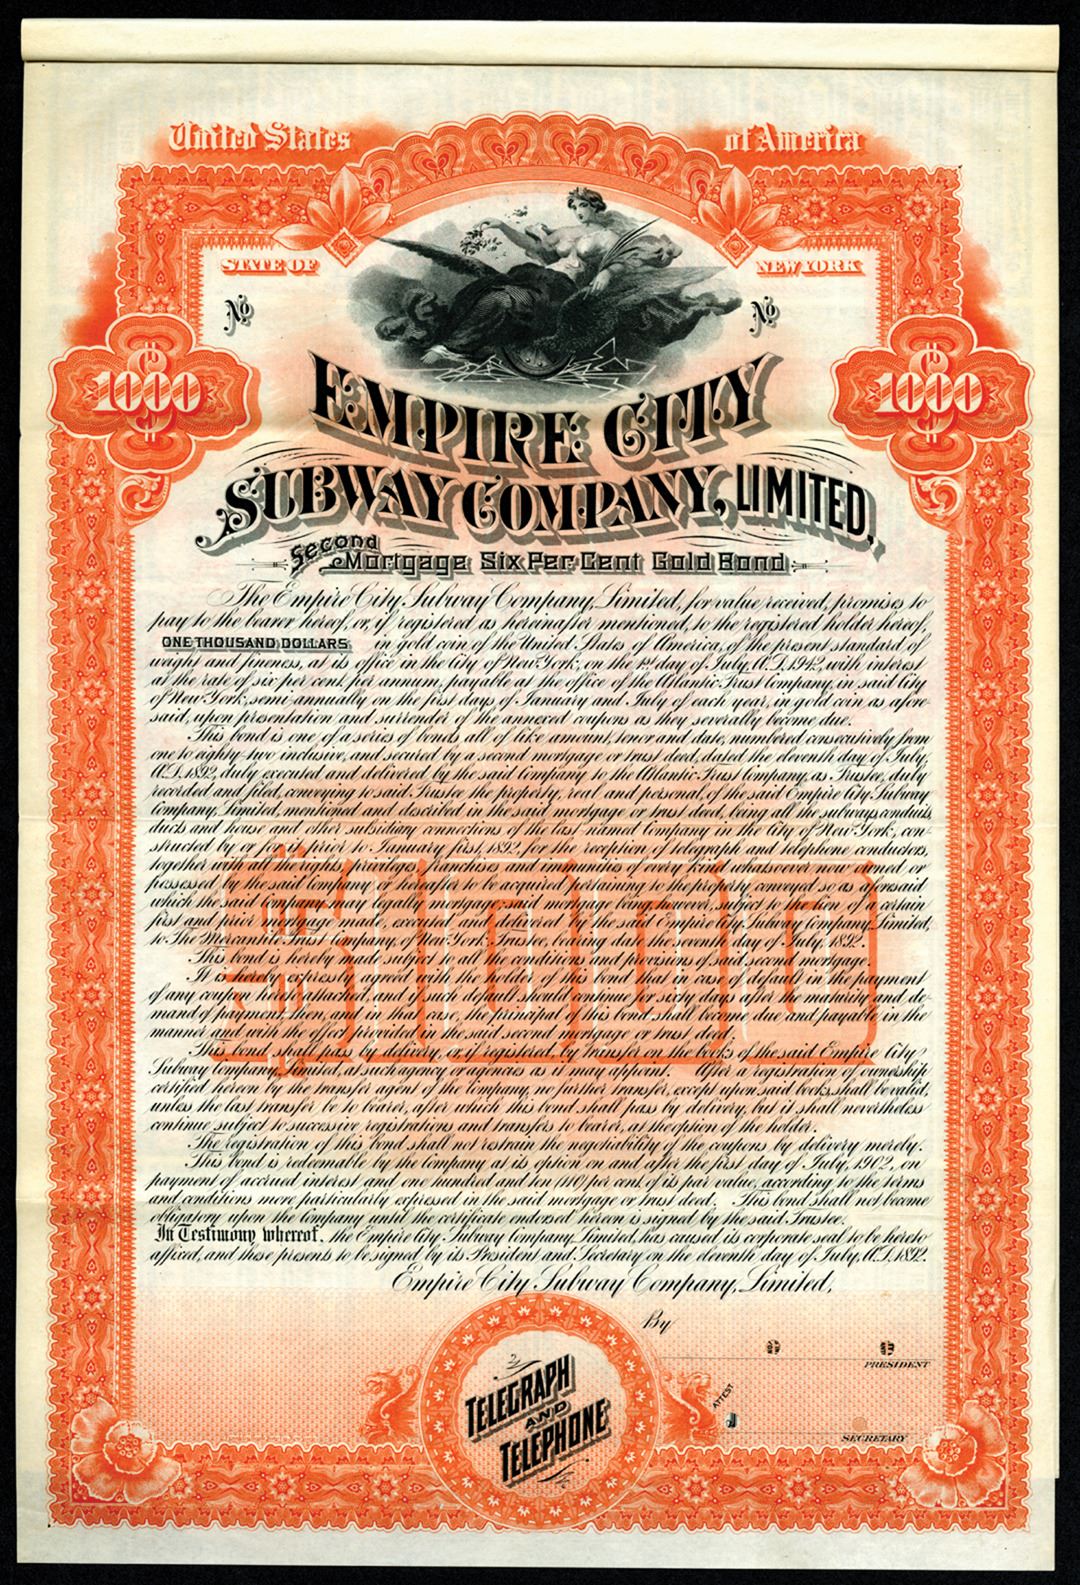 United States of America
STATE OF NEW YORK
No No
$ 1000 $ 1000
EMPIRE CITY
SUBWAY COMPANY, LIMITED,
Second
Mortgage Six Per Cent Gold Bond
The Empire City Subway Company, Limited, for value received, promises to
pay to the bearer hereof, or, if registered, as hereinafter mentioned, to the registered holder hereof,
ONE THOUSAND DOLLARS in gold coin of the United States of America, of the present standard of
weight and fineness, at its office in the City of New York, on the 1st day of July, A.D. 1942, with interest
at the rate of six per cent. per annum, payable at the office of the Atlantic Trust Company, in said City
of New York, semi-annually on the first days of January and July of each year, in gold coin as afore-
said, upon presentation and surrender of the annexed coupons as they severally become due.
This bond is one of a series of bonds all of like amount, tenor and date, numbered consecutively from
one to eighty-two inclusive, and secured by a second mortgage or trust deed, dated the eleventh day of July,
A.D. 1892, duly executed and delivered by the said Company to the Atlantic Trust Company, as Trustee, duly
recorded and filed, conveying to said Trustee the property, real and personal, of the said Empire City Subway
Company, Limited, mentioned and described in the said mortgage or trust deed, being all the subways, conduits,
ducts and house and other subsidiary connections of the last named Company in the City of New York, con-
structed by or for it prior to January first, 1892, for the reception of telegraph and telephone conductors,
together with all the rights, privileges, franchises and immunities of every kind whatsoever now owned or
possessed by the said Company or hereafter to be acquired pertaining to the property conveyed so as aforesaid
which the said Company may legally mortgage, said mortgage being, however, subject to the lien of a certain
first and prior mortgage made, executed and delivered by the said Empire City Subway Company, Limited,
to The Mercantile Trust Company, of New York, Trustee, bearing date the seventh day of July, 1892.
This bond is hereby made subject to all the conditions and provisions of said second mortgage.
It is hereby expressly agreed with the holder of this bond that in case of default in the payment
of any coupon hereto attached, and if such default should continue for sixty days after the maturity and de-
mand of payment, then, and in that case, the principal of this bond shall become due and payable in the
manner and with the effect provided in the said second mortgage or trust deed.
This bond shall pass by delivery, or, if registered, by transfer on the books of the said Empire City
Subway Company, Limited, at such agency or agencies as it may appoint. After a registration of ownership
certified hereon by the transfer agent of the Company, no further transfer, except upon said books, shall be valid,
unless the last transfer be to bearer, after which this bond shall pass by delivery, but it shall nevertheless
continue subject to successive registrations and transfers to bearer, at the option of the holder.
The registration of this bond shall not restrain the negotiability of the coupons by delivery merely.
This bond is redeemable by the Company at its option on and after the first day of July, 1902, on
payment of accrued interest and one hundred and ten (110) per cent. of its par value, according to the terms
and conditions more particularly expressed in the said mortgage or trust deed. This bond shall not become
obligatory upon the Company until the certificate endorsed hereon is signed by the said Trustee.
In Testimony whereof, the Empire City Subway Company, Limited, has caused its corporate seal to be hereto
affixed, and these presents to be signed by its President and Secretary on the eleventh day of July, A.D. 1892.
Empire City Subway Company, Limited,
By
PRESIDENT
ATTEST
SECRETARY
TELEGRAPH
AND
TELEPHONE
$1000